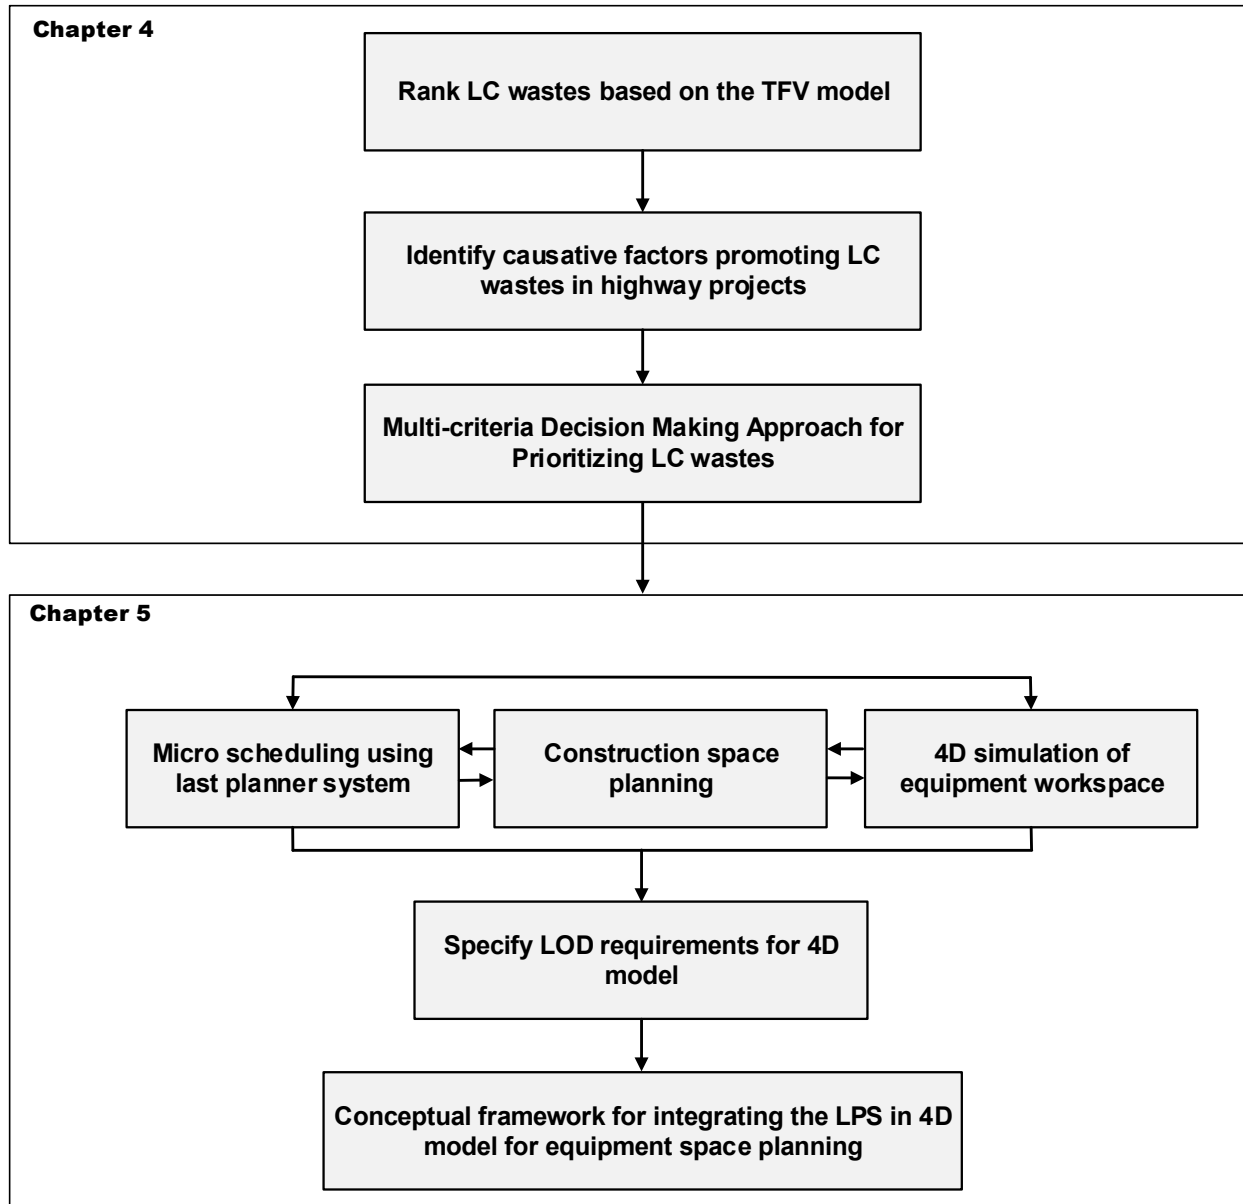 Chapter 4
Rank LC wastes based on the TFV model
Identify causative factors promoting LC
wastes in highway projects
Multi-criteria Decision Making Approach for
Prioritizing LC wastes
Chapter 5
Micro scheduling using
last planner system
Construction space
planning
4D simulation of
equipment workspace
Specify LOD requirements for 4D
model
Conceptual framework for integrating the LPS in 4D
model for equipment space planning